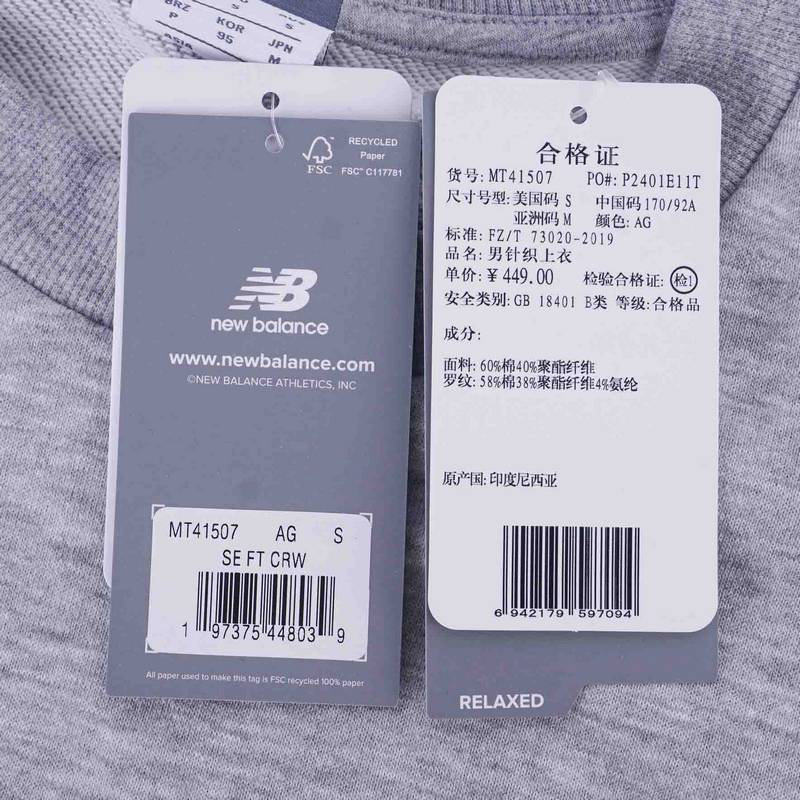 BRZ
P
S
KOR
95
S
JPN
M
RECYCLED
Paper
FSC™ C117781
FSC
NB
new balance
www.newbalance.com
©NEW BALANCE ATHLETICS, INC
MT41507 AG S
SE FT CRW
1 97375 44803 9
All paper used to make this tag is FSC recycled 100% paper
合格证
货号: MT41507 PO#: P2401E11T
尺寸号型: 美国码 S 中国码 170/92A
亚洲码 M 颜色: AG
标准: FZ/T 73020-2019
品名: 男针织上衣
单价: ¥ 449.00 检验合格证: 检1
安全类别: GB 18401 B类 等级: 合格品
成分:
面料: 60%棉40%聚酯纤维
罗纹: 58%棉38%聚酯纤维4%氨纶
原产国: 印度尼西亚
6 942179 597094
RELAXED